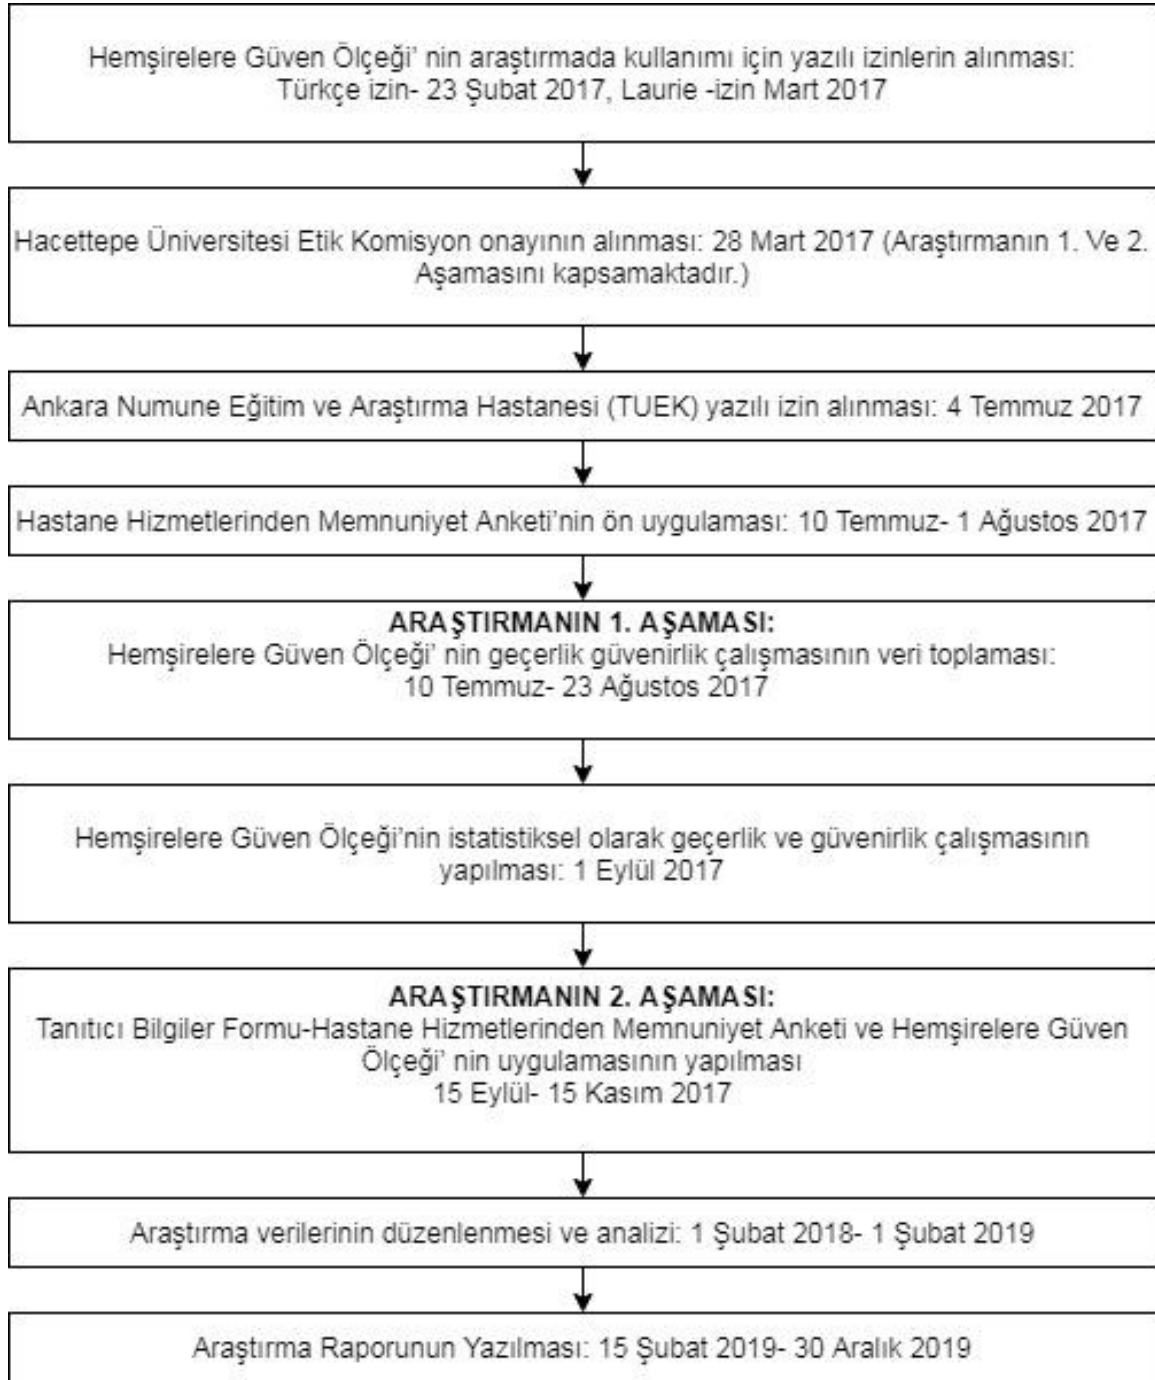 Hemşirelere Güven Ölçeği' nin araştırmada kullanımı için yazılı izinlerin alınması:
Türkçe izin- 23 Şubat 2017, Laurie -izin Mart 2017
Hacettepe Üniversitesi Etik Komisyon onayının alınması: 28 Mart 2017 (Araştırmanın 1. Ve 2.
Aşamasını kapsamaktadır.)
Ankara Numune Eğitim ve Araştırma Hastanesi (TUEK) yazılı izin alınması: 4 Temmuz 2017
Hastane Hizmetlerinden Memnuniyet Anketi'nin ön uygulaması: 10 Temmuz- 1 Ağustos 2017
ARAŞTIRMANIN 1. AŞAMASI:
Hemşirelere Güven Ölçeği' nin geçerlik güvenirlik çalışmasının veri toplaması:
10 Temmuz- 23 Ağustos 2017
Hemşirelere Güven Ölçeği'nin istatistiksel olarak geçerlik ve güvenirlik çalışmasının
yapılması: 1 Eylül 2017
ARAŞTIRMANIN 2. AŞAMASI:
Tanıtıcı Bilgiler Formu-Hastane Hizmetlerinden Memnuniyet Anketi ve Hemşirelere Güven
Ölçeği' nin uygulamasının yapılması
15 Eylül- 15 Kasım 2017
Araştırma verilerinin düzenlenmesi ve analizi: 1 Şubat 2018- 1 Şubat 2019
Araştırma Raporunun Yazılması: 15 Şubat 2019- 30 Aralık 2019